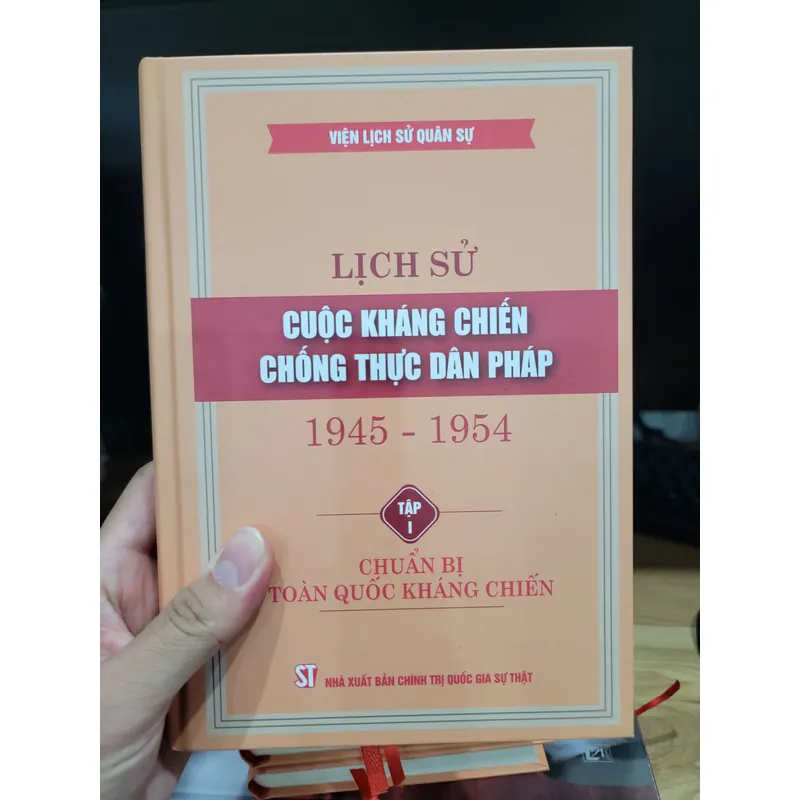 VIỆN LỊCH SỬ QUÂN SỰ
LỊCH SỬ
CUỘC KHÁNG CHIẾN
CHỐNG THỰC DÂN PHÁP
1945 - 1954
TẬP
I
CHUẨN BỊ
TOÀN QUỐC KHÁNG CHIẾN
ST
NHÀ XUẤT BẢN CHÍNH TRỊ QUỐC GIA SỰ THẬT